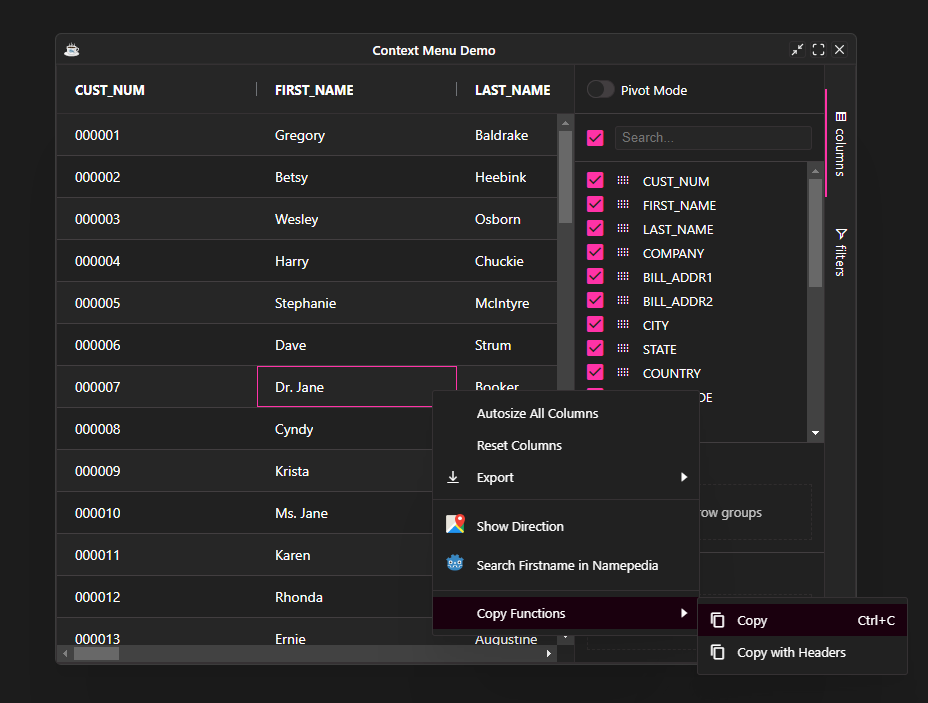 Context Menu Demo
CUST_NUM FIRST_NAME LAST_NAME
000001 Gregory Baldrake
000002 Betsy Heebink
000003 Wesley Osborn
000004 Harry Chuckie
000005 Stephanie McIntyre
000006 Dave Strum
000007 Dr. Jane Booker
000008 Cyndy
000009 Krista
000010 Ms. Jane
000011 Karen
000012 Rhonda
000013 Ernie Augustine
Pivot Mode
Search...
CUST_NUM
FIRST_NAME
LAST_NAME
COMPANY
BILL_ADDR1
BILL_ADDR2
CITY
STATE
COUNTRY
DE
row groups
columns
filters
Autosize All Columns
Reset Columns
Export
Show Direction
Search Firstname in Namepedia
Copy Functions
Copy Ctrl+C
Copy with Headers